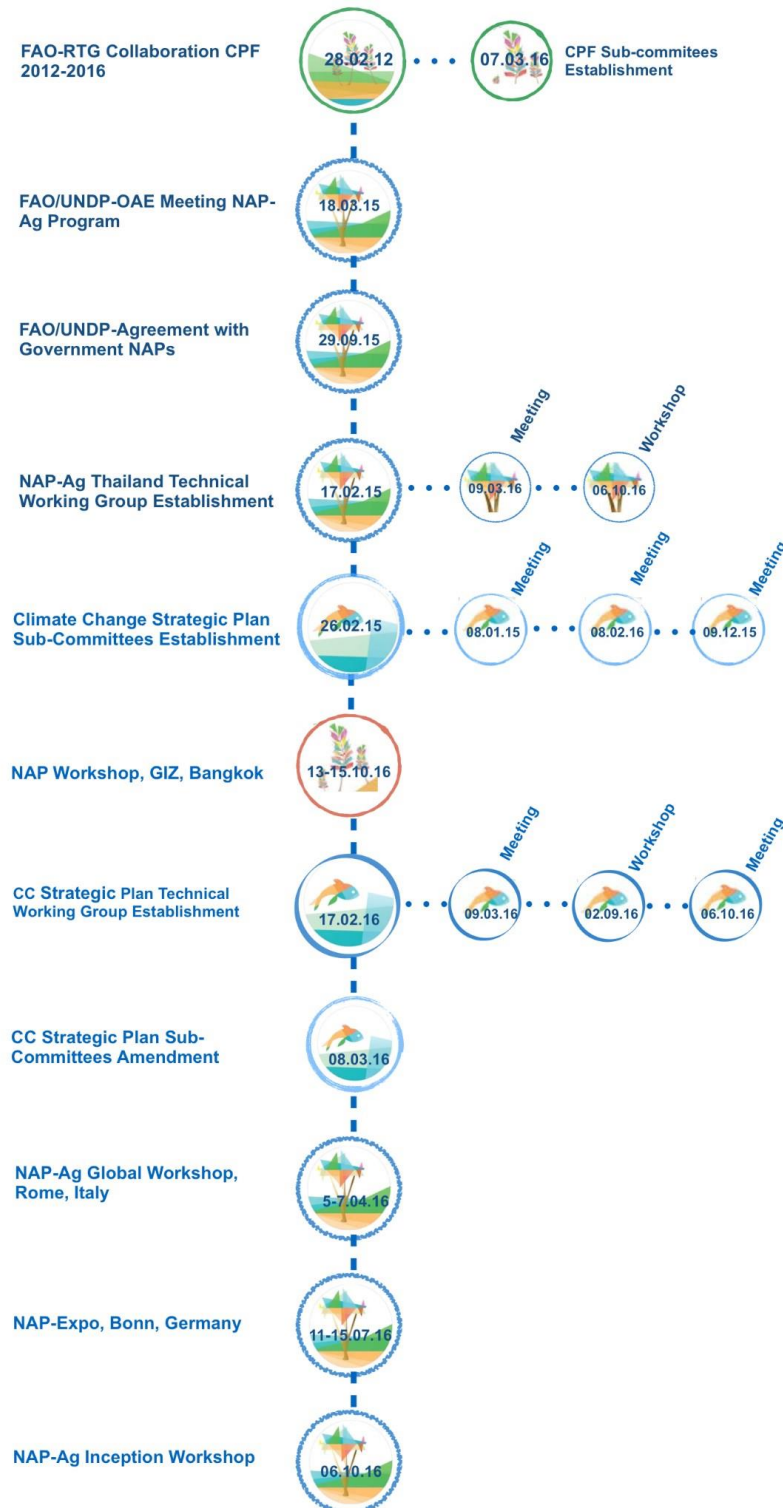 FAO-RTG Collaboration CPF
2012-2016
28.02.12
07.03.16
CPF Sub-commitees
Establishment
FAO/UNDP-OAE Meeting NAP-
Ag Program
18.03.15
FAO/UNDP-Agreement with
Government NAPs
29.09.15
NAP-Ag Thailand Technical
Working Group Establishment
17.02.15
Meeting
09.03.16
Workshop
06.10.16
Climate Change Strategic Plan
Sub-Committees Establishment
26.02.15
Meeting
08.01.15
Meeting
08.02.16
Meeting
09.12.15
NAP Workshop, GIZ, Bangkok
13-15.10.16
CC Strategic Plan Technical
Working Group Establishment
17.02.16
Meeting
09.03.16
Workshop
02.09.16
Meeting
06.10.16
CC Strategic Plan Sub-
Committees Amendment
08.03.16
NAP-Ag Global Workshop,
Rome, Italy
5-7.04.16
NAP-Expo, Bonn, Germany
11-15.07.16
NAP-Ag Inception Workshop
06.10.16